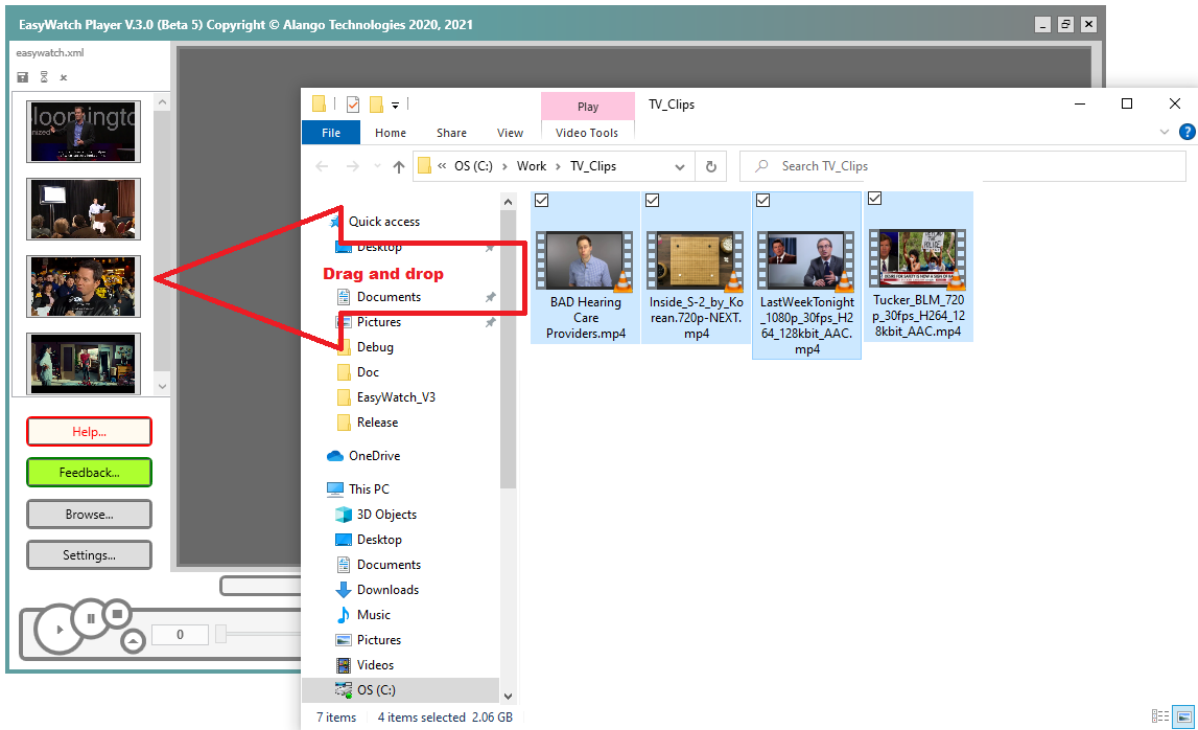 EasyWatch Player V.3.0 (Beta 5) Copyright © Alango Technologies 2020, 2021
easywatch.xml
loomingto
Help...
Feedback...
Browse...
Settings...
0
Play
TV_Clips
File
Home
Share
View
Video Tools
« OS (C:) › Work › TV_Clips
Search TV_Clips
Quick access
Desktop
Drag and drop
Documents
Pictures
Debug
Doc
EasyWatch_V3
Release
OneDrive
This PC
3D Objects
Desktop
Documents
Downloads
Music
Pictures
Videos
OS (C:)
BAD Hearing
Care
Providers.mp4
Inside_S-2_by_Ko
rean.720p-NEXT.
mp4
LastWeekTonight
_1080p_30fps_H2
64_128kbit_AAC.
mp4
POLICE
Tucker_BLM_720
p_30fps_H264_12
8kbit_AAC.mp4
7 items
4 items selected 2.06 GB